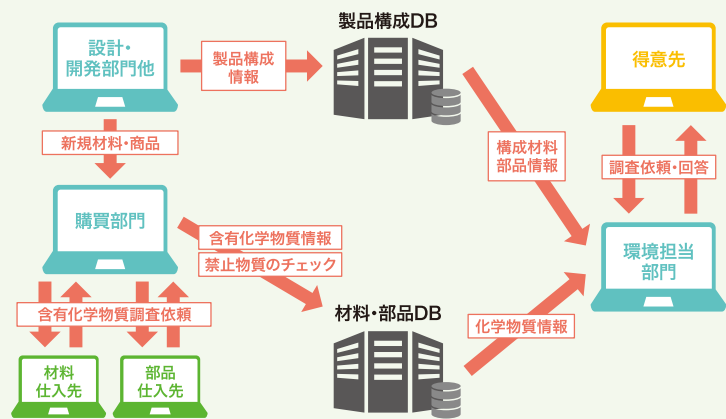 製品構成DB
設計・
開発部門他
製品構成
情報
得意先
新規材料・商品
構成材料
部品情報
調査依頼・回答
購買部門
含有化学物質情報
禁止物質のチェック
環境担当
部門
含有化学物質調査依頼
材料・部品DB
化学物質情報
材料
仕入先
部品
仕入先